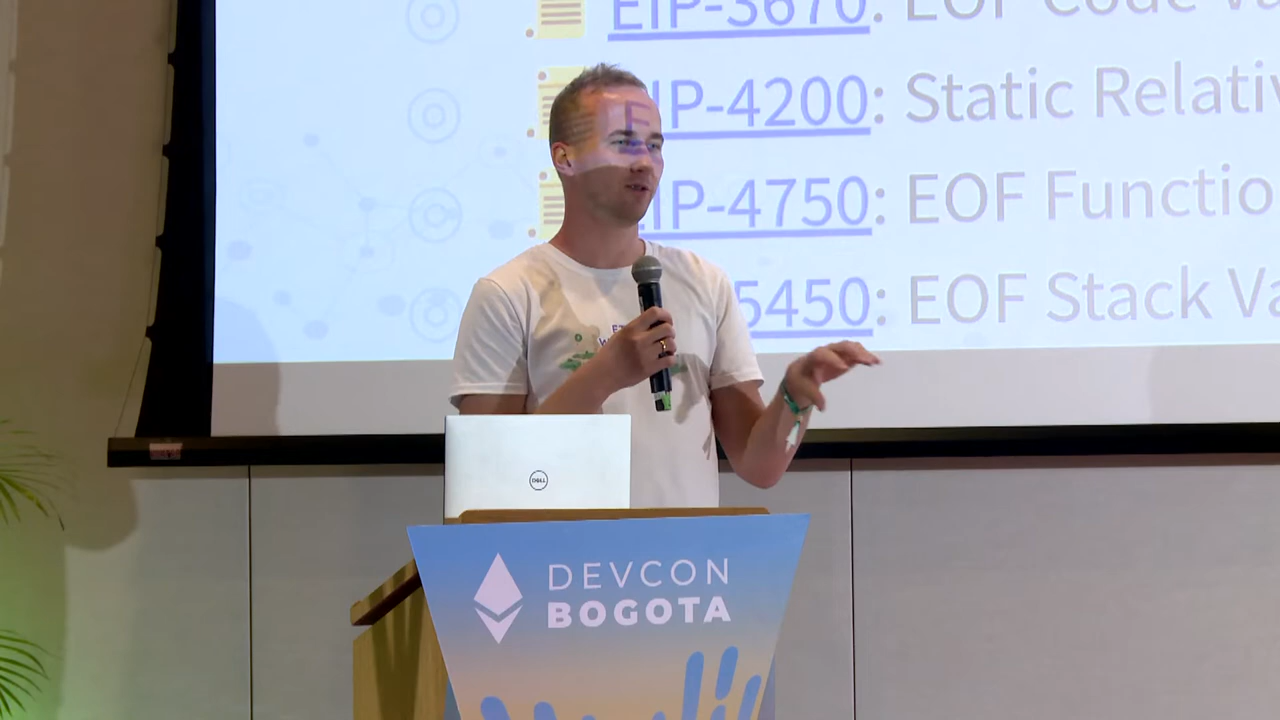 EIP-3670: EOF Code Va
EIP-4200: Static Relativ
IP-4750: EOF Functio
5450: EOF Stack Va
DELL
DEVCON
BOGOTA